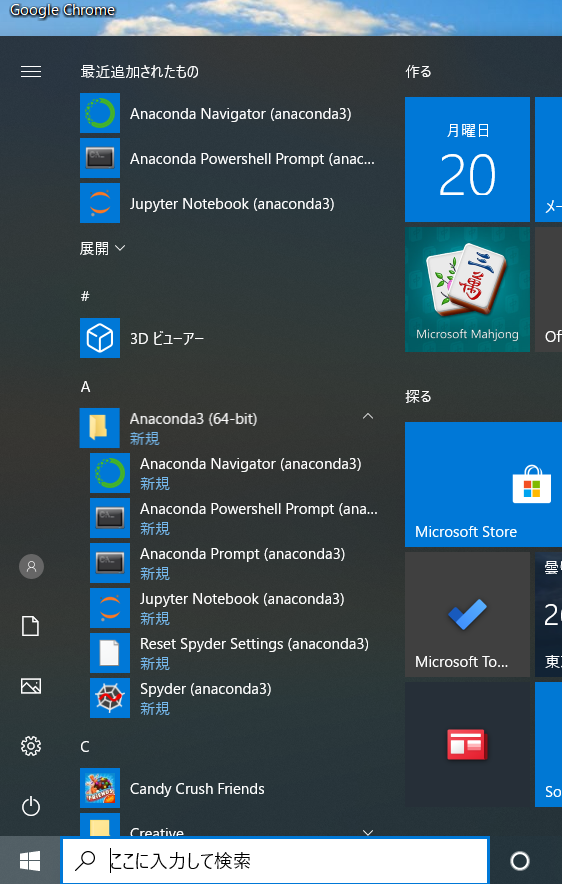 Google Chrome
最近追加されたもの
Anaconda Navigator (anaconda3)
Anaconda Powershell Prompt (anac...
Jupyter Notebook (anaconda3)
展開
#
3D ビューアー
A
Anaconda3 (64-bit)
新規
Anaconda Navigator (anaconda3)
新規
Anaconda Powershell Prompt (ana...
新規
Anaconda Prompt (anaconda3)
新規
Jupyter Notebook (anaconda3)
新規
Reset Spyder Settings (anaconda3)
新規
Spyder (anaconda3)
新規
C
Candy Crush Friends
Creative
ここに入力して検索
作る
月曜日
20
メー
Microsoft Mahjong
Of
探る
Microsoft Store
曇り
2
Microsoft To...
東
So